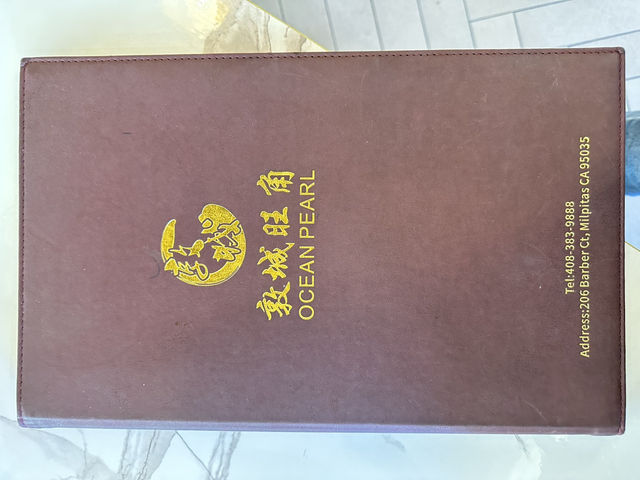 敦城旺角
OCEAN PEARL
Tel:408-383-9888
Address:206 Barber Ct, Milpitas CA 95035